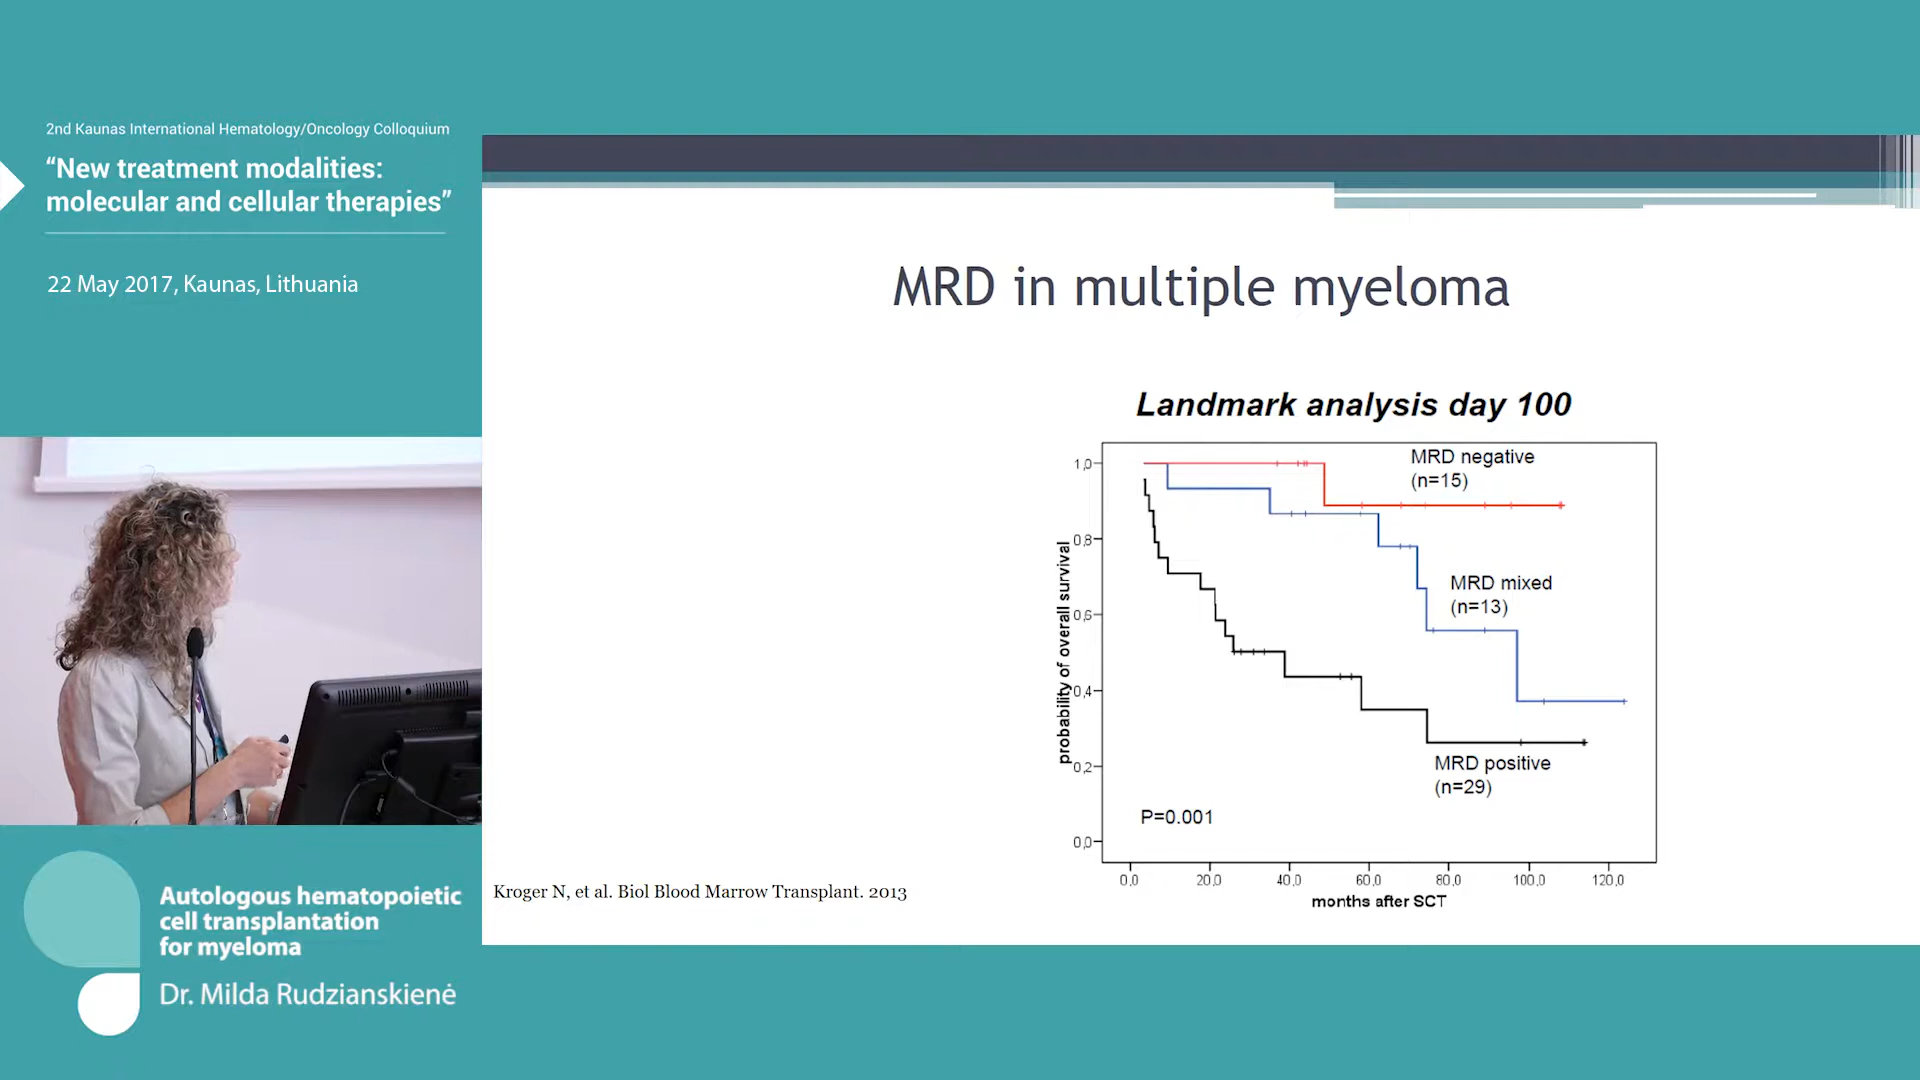 2nd Kaunas International Hematology/Oncology Colloquium
“New treatment modalities:
molecular and cellular therapies”
22 May 2017, Kaunas, Lithuania
MRD in multiple myeloma
Landmark analysis day 100
MRD negative
(n=15)
MRD mixed
(n=13)
MRD positive
(n=29)
P=0.001
probability of overall survival
1,0
0,8
0,6
0,4
0,2
0,0
0,0 20,0 40,0 60,0 80,0 100,0 120,0
months after SCT
Kroger N, et al. Biol Blood Marrow Transplant. 2013
Autologous hematopoietic
cell transplantation
for myeloma
Dr. Milda Rudzianskienė